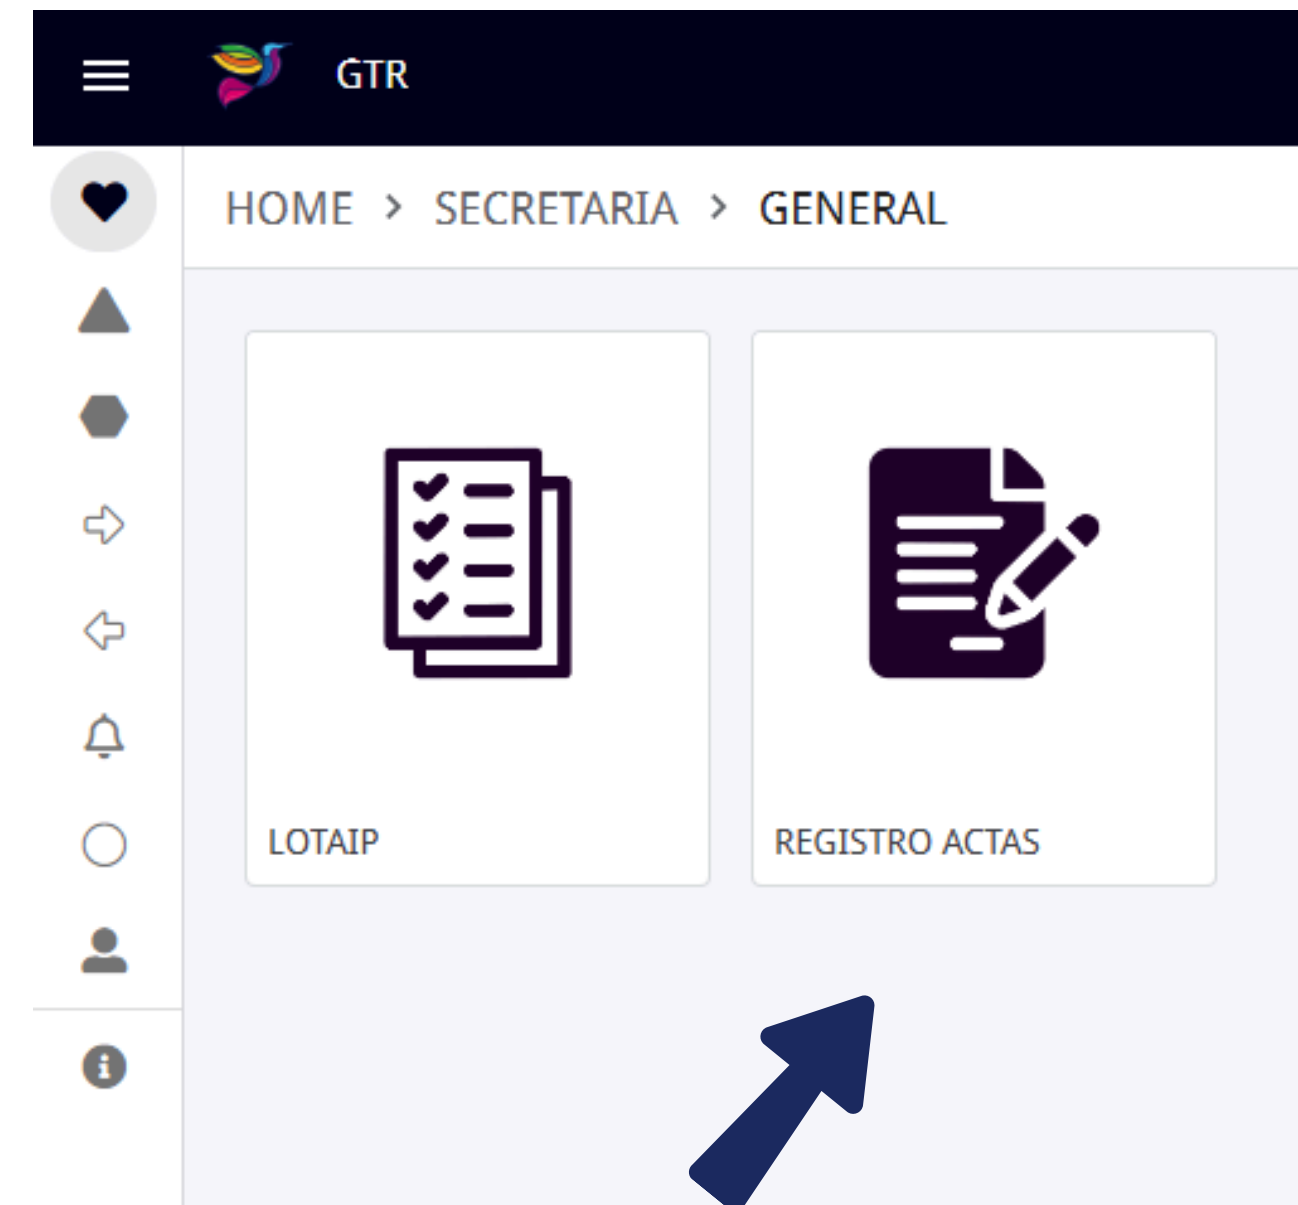 GTR
HOME > SECRETARIA > GENERAL
LOTAIP
REGISTRO ACTAS